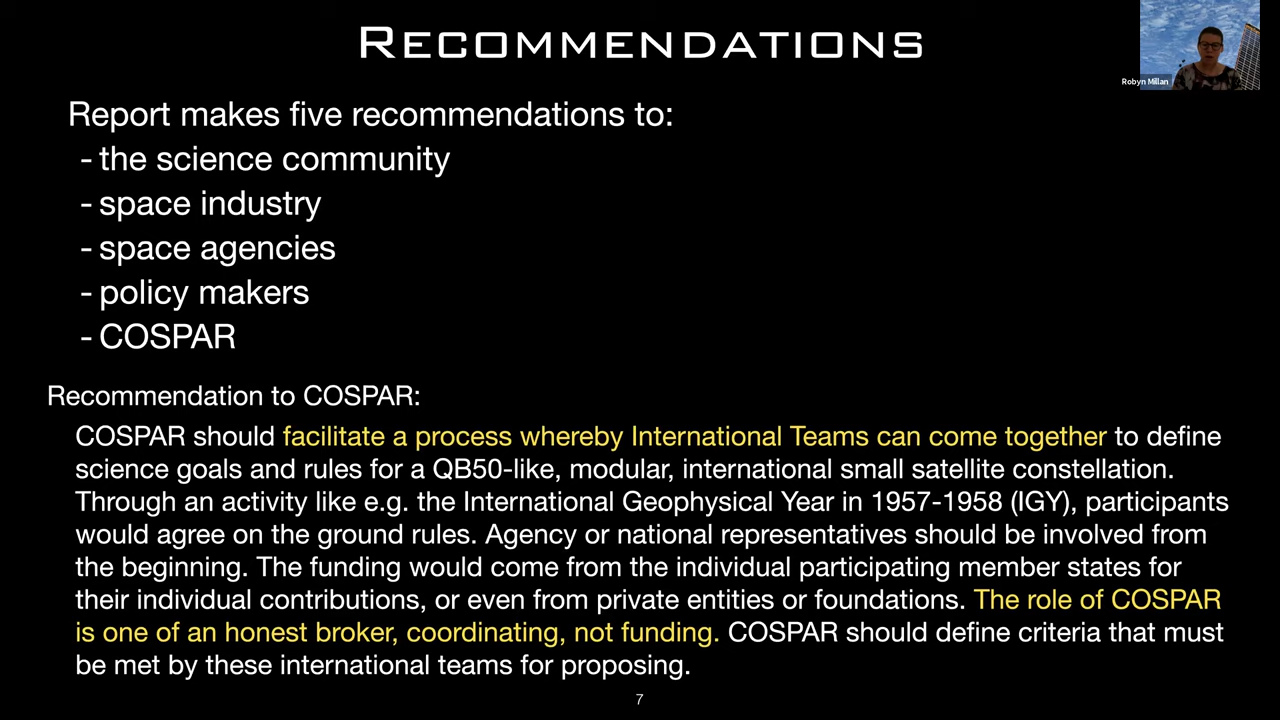 RECOMMENDATIONS
Robyn Millan
Report makes five recommendations to:
- the science community
- space industry
- space agencies
- policy makers
- COSPAR
Recommendation to COSPAR:
COSPAR should facilitate a process whereby International Teams can come together to define
science goals and rules for a QB50-like, modular, international small satellite constellation.
Through an activity like e.g. the International Geophysical Year in 1957-1958 (IGY), participants
would agree on the ground rules. Agency or national representatives should be involved from
the beginning. The funding would come from the individual participating member states for
their individual contributions, or even from private entities or foundations. The role of COSPAR
is one of an honest broker, coordinating, not funding. COSPAR should define criteria that must
be met by these international teams for proposing.
7